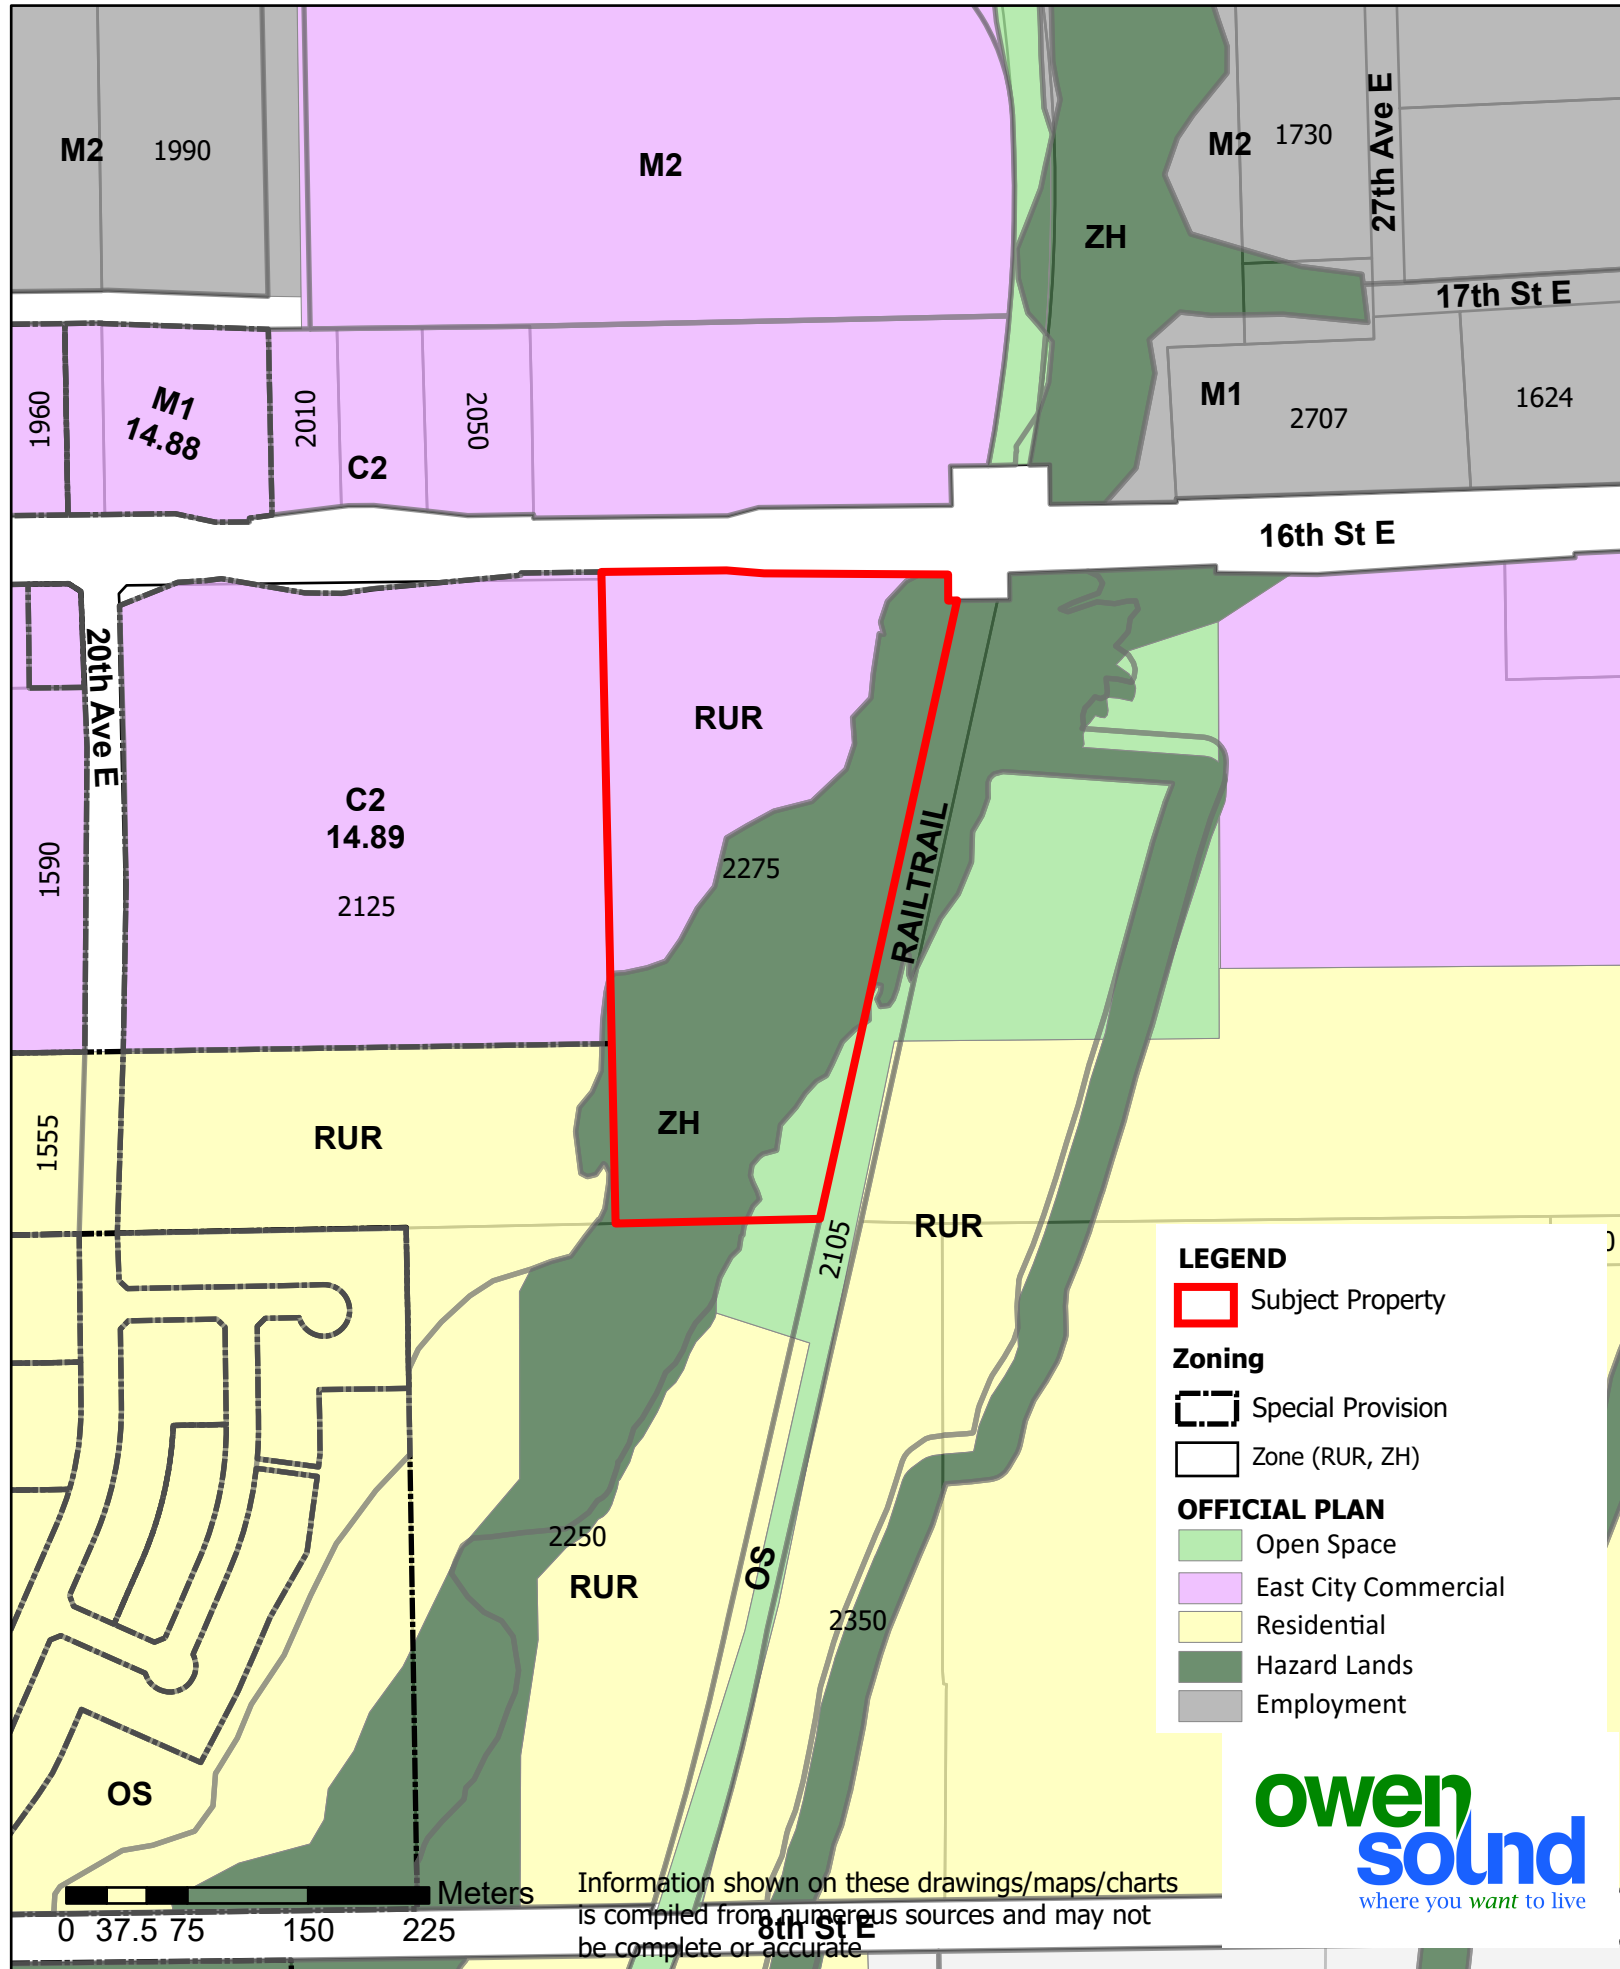 M2
1990
M2
M2
1730
27th Ave E
ZH
17th St E
1960
M1
14.88
2010
C2
2050
M1
2707
1624
16th St E
20th Ave E
RUR
C2
14.89
1590
2125
2275
RAILTRAIL
1555
RUR
ZH
2105
RUR
LEGEND
Subject Property
Zoning
Special Provision
Zone (RUR, ZH)
OFFICIAL PLAN
Open Space
East City Commercial
Residential
Hazard Lands
Employment
2250
RUR
OS
2350
OS
owen
sound
where you want to live
Meters
0 37.5 75 150 225
Information shown on these drawings/maps/charts
is compiled from numerous sources and may not
be complete or accurate
8th St E